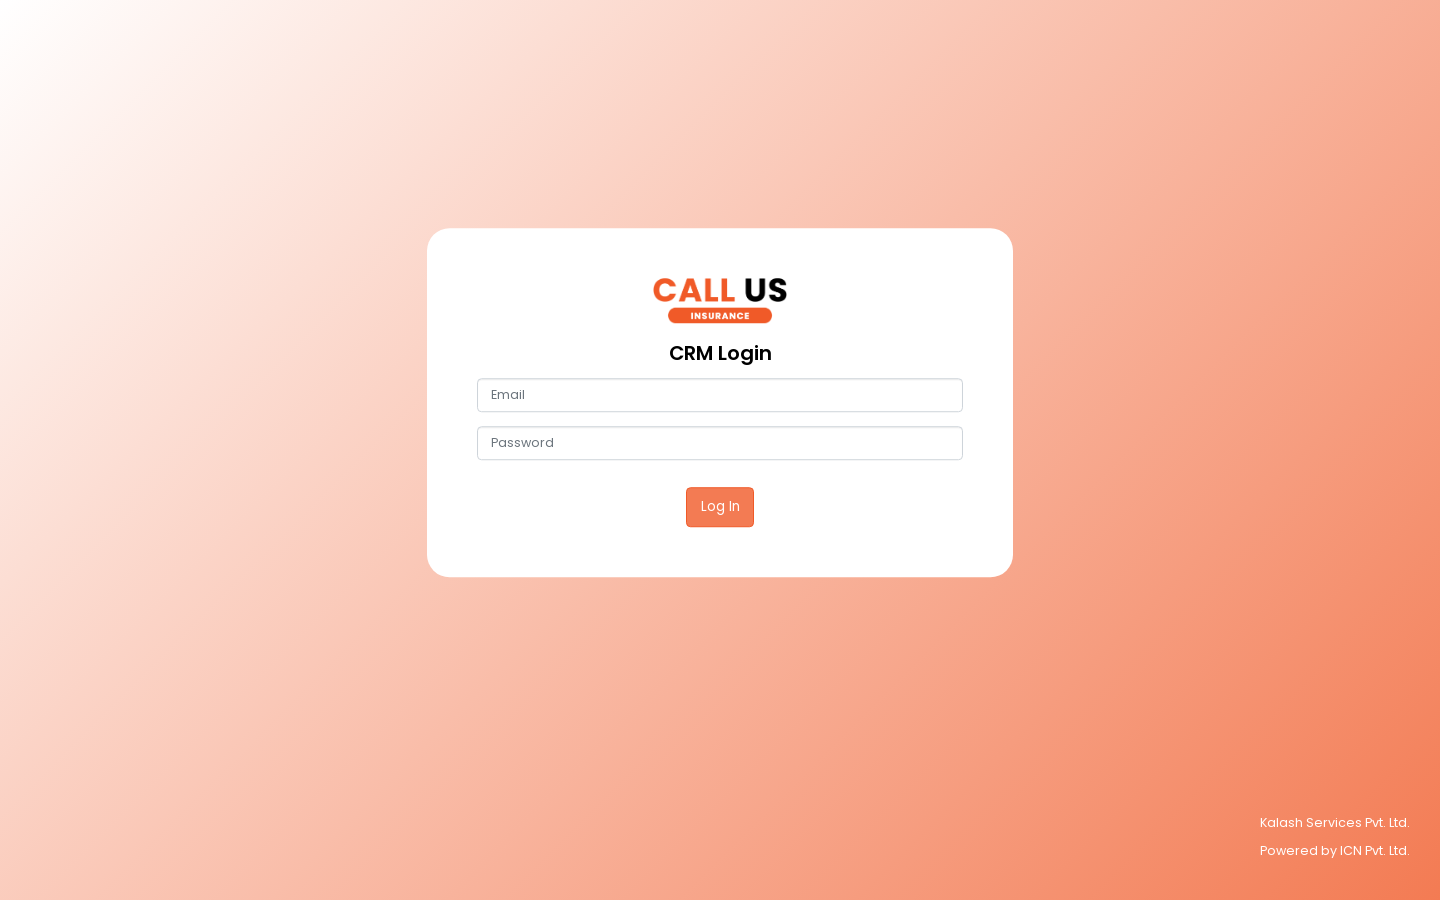 CALL US
INSURANCE
CRM Login
Email
Password
Log In
Kalash Services Pvt. Ltd.
Powered by ICN Pvt. Ltd.